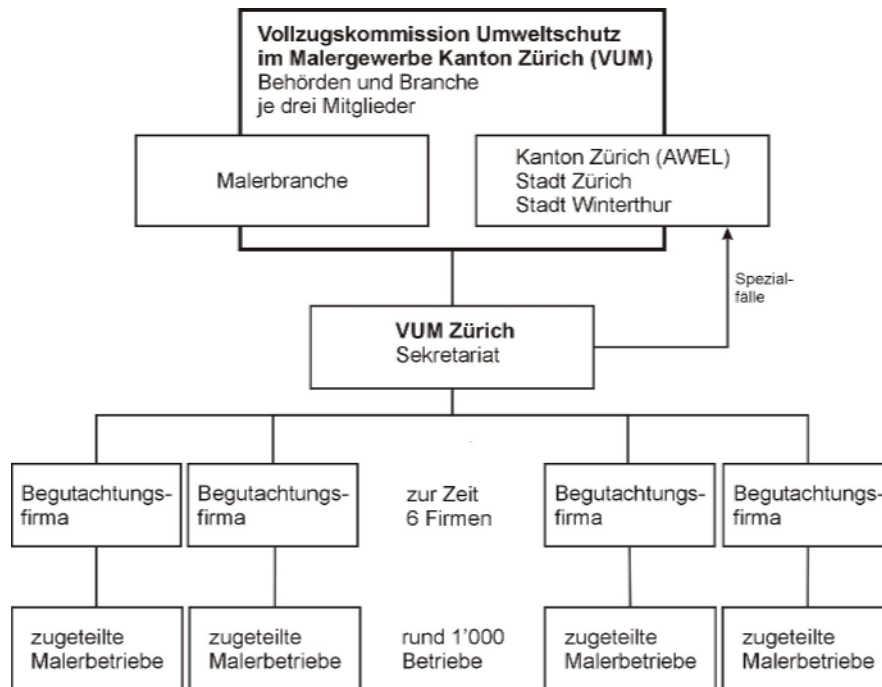 Vollzugskommission Umweltschutz
im Malergewerbe Kanton Zürich (VUM)
Behörden und Branche
je drei Mitglieder
Malerbranche
Kanton Zürich (AWEL)
Stadt Zürich
Stadt Winterthur
Spezial-
fälle
VUM Zürich
Sekretariat
Begutachtungs-
firma
Begutachtungs-
firma
zur Zeit
6 Firmen
Begutachtungs-
firma
Begutachtungs-
firma
zugeteilte
Malerbetriebe
zugeteilte
Malerbetriebe
rund 1'000
Betriebe
zugeteilte
Malerbetriebe
zugeteilte
Malerbetriebe